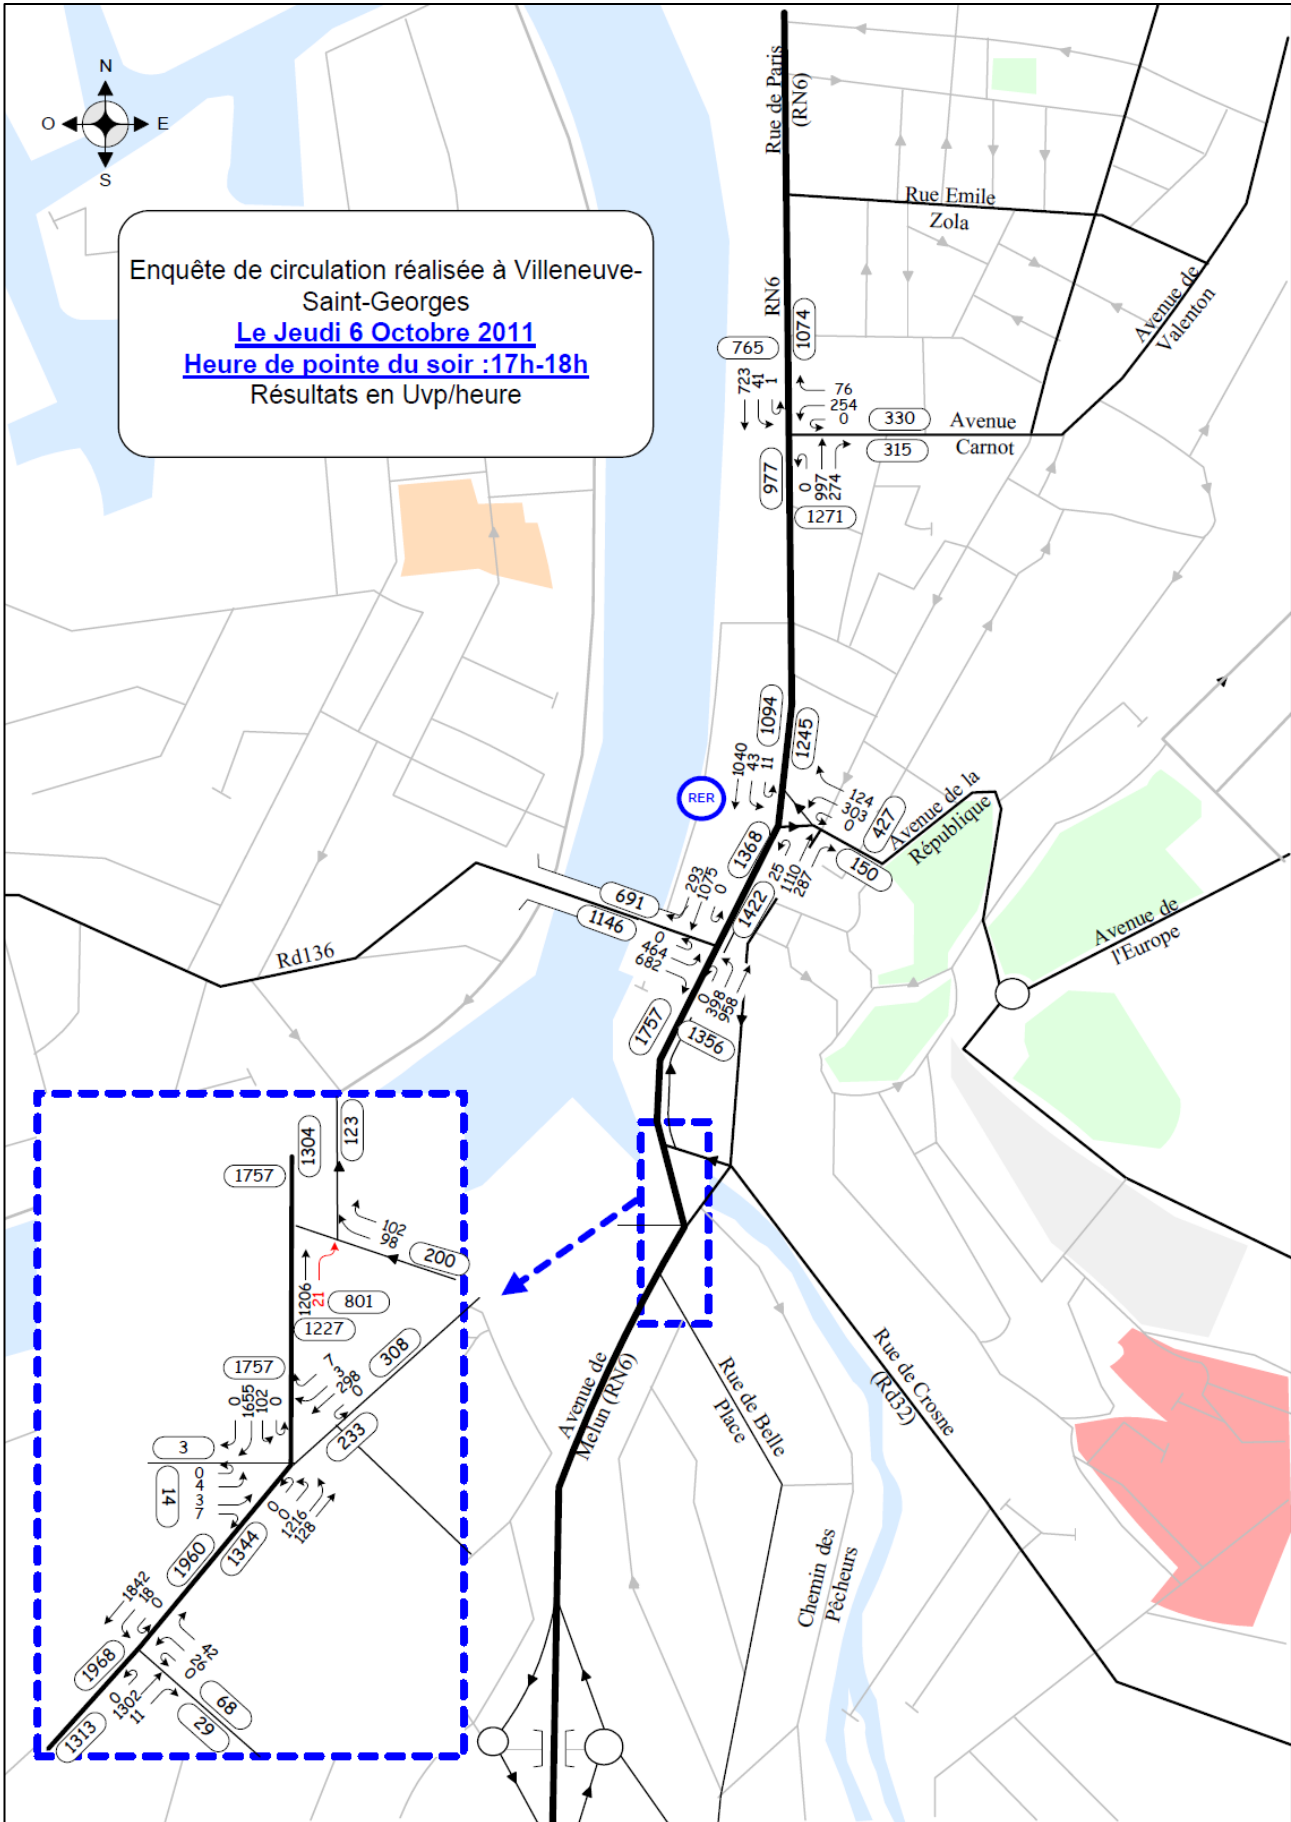 N
O
E
S
Enquête de circulation réalisée à Villeneuve-
Saint-Georges
Le Jeudi 6 Octobre 2011
Heure de pointe du soir :17h-18h
Résultats en Uvp/heure
Rue de Paris
(RN6)
Rue Emile
Zola
Avenue de
Valenton
RN6
1074
765
723
41
1
76
254
0
330
Avenue
315
Carnot
977
0
997
274
1271
1094
1245
1040
43
11
RER
124
303
0
427
Avenue de la
République
150
1368
25
1110
287
293
1075
0
1422
691
1146
0
464
682
Rd136
0
398
958
1757
1356
Avenue de
l'Europe
1304
123
1757
102
98
200
1206
21
801
1227
308
1757
7
3
298
0
0
1655
102
0
233
3
0
4
3
7
14
0
0
1216
128
1960
1344
1842
18
0
42
26
0
1968
0
1302
11
68
29
1313
Avenue de
Melun (RN6)
Rue de Belle
Place
Rue de Crosne
(Rd32)
Chemin des
Pêcheurs